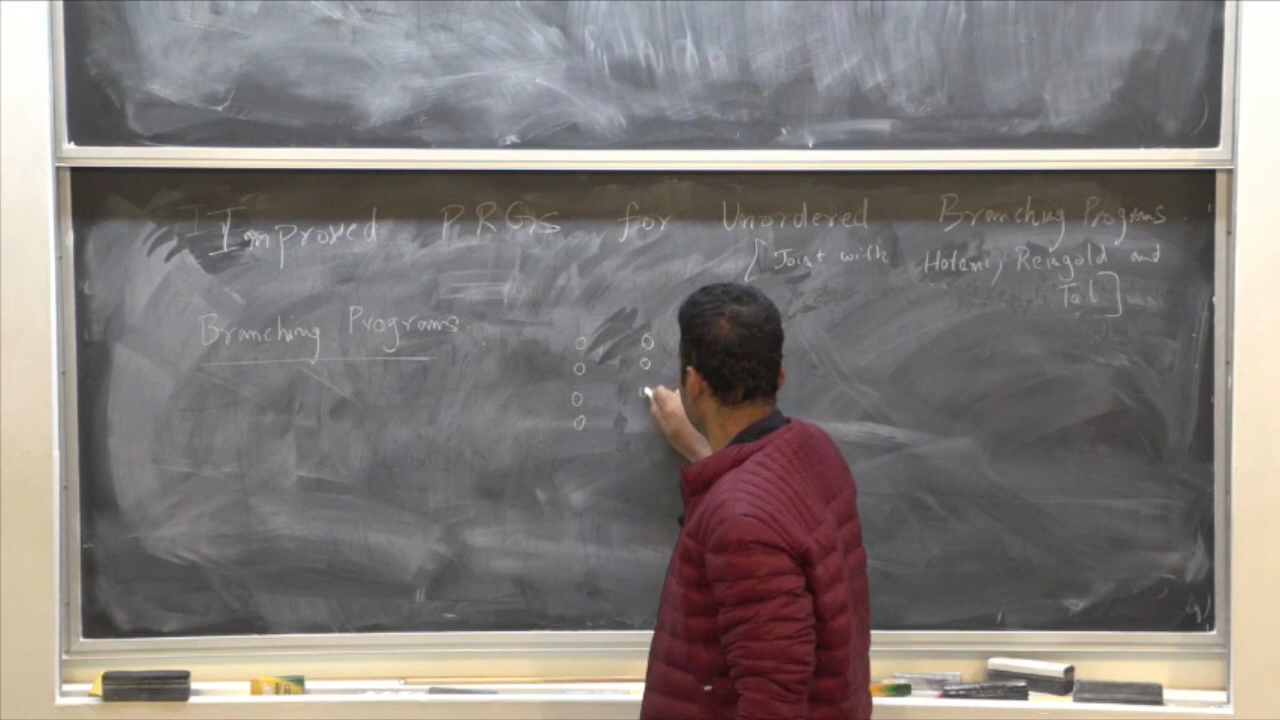 Improved PRGs for Unordered Branching Programs
[Joint with Hatami, Reingold and
Tal]
Branching Programs